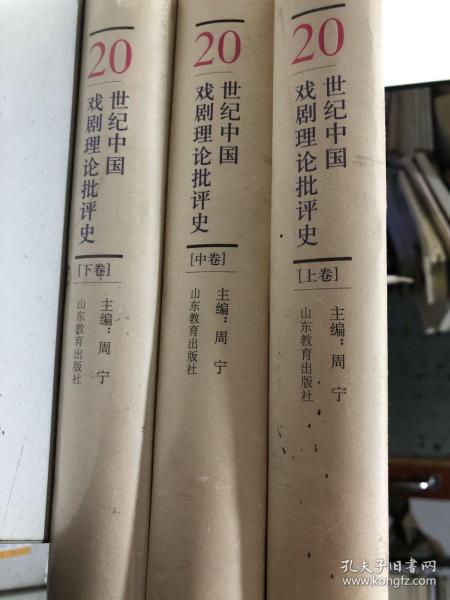 20
世纪中国
戏剧理论批评史
[下卷]
主编：周 宁
山东教育出版社
20
世纪中国
戏剧理论批评史
[中卷]
主编：周 宁
山东教育出版社
20
世纪中国
戏剧理论批评史
[上卷]
主编：周 宁
山东教育出版社
孔夫子旧书网
www.kongfz.com